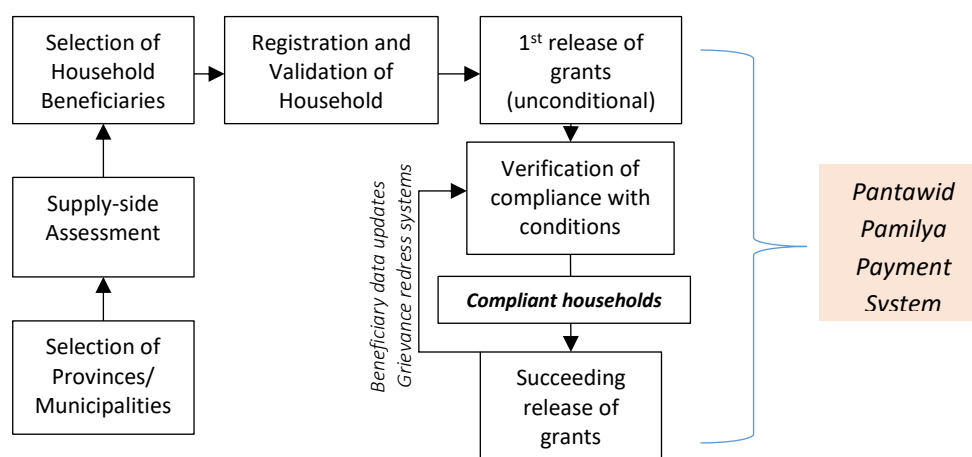 Selection of
Household
Beneficiaries
Registration and
Validation of
Household
1st release of
grants
(unconditional)
Supply-side
Assessment
Selection of
Provinces/
Municipalities
Verification of
compliance with
conditions
Beneficiary data updates
Grievance redress systems
Compliant households
Succeeding
release of
grants
Pantawid
Pamilya
Payment
System